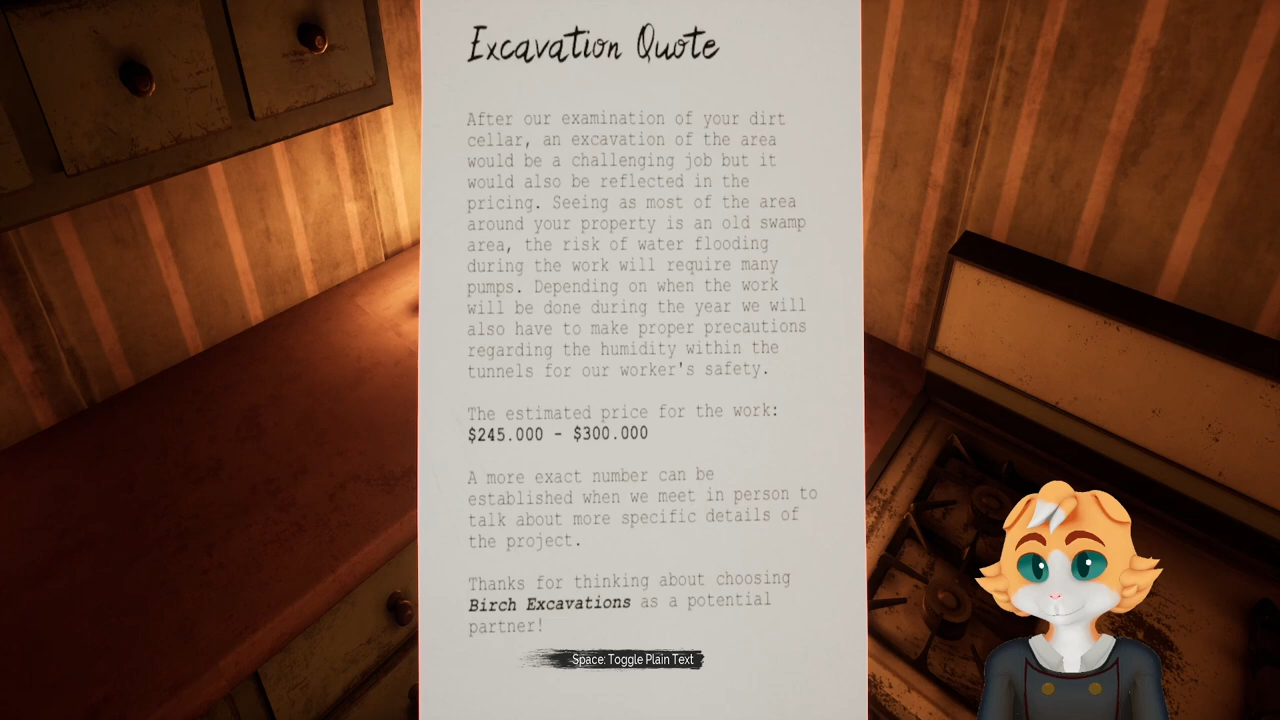 Excavation Quote
After our examination of your dirt
cellar, an excavation of the area
would be a challenging job but it
would also be reflected in the
pricing. Seeing as most of the area
around your property is an old swamp
area, the risk of water flooding
during the work will require many
pumps. Depending on when the work
will be done during the year we will
also have to make proper precautions
regarding the humidity within the
tunnels for our worker's safety.
The estimated price for the work:
$245.000 - $300.000
A more exact number can be
established when we meet in person to
talk about more specific details of
the project.
Thanks for thinking about choosing
Birch Excavations as a potential
partner!
Space: Toggle Plain Text